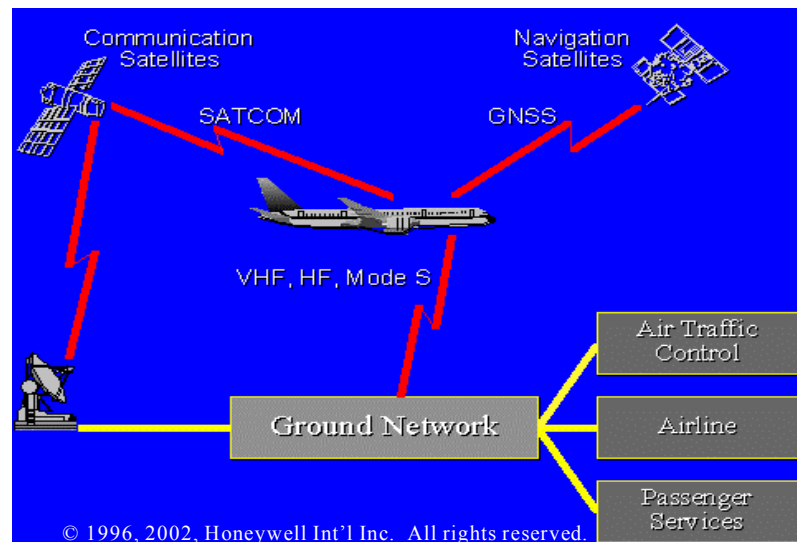 Communication
Satellites
Navigation
Satellites
SATCOM
GNSS
VHF, HF, Mode S
Air Traffic
Control
Ground Network
Airline
Passenger
Services
© 1996, 2002, Honeywell Int'l Inc. All rights reserved.